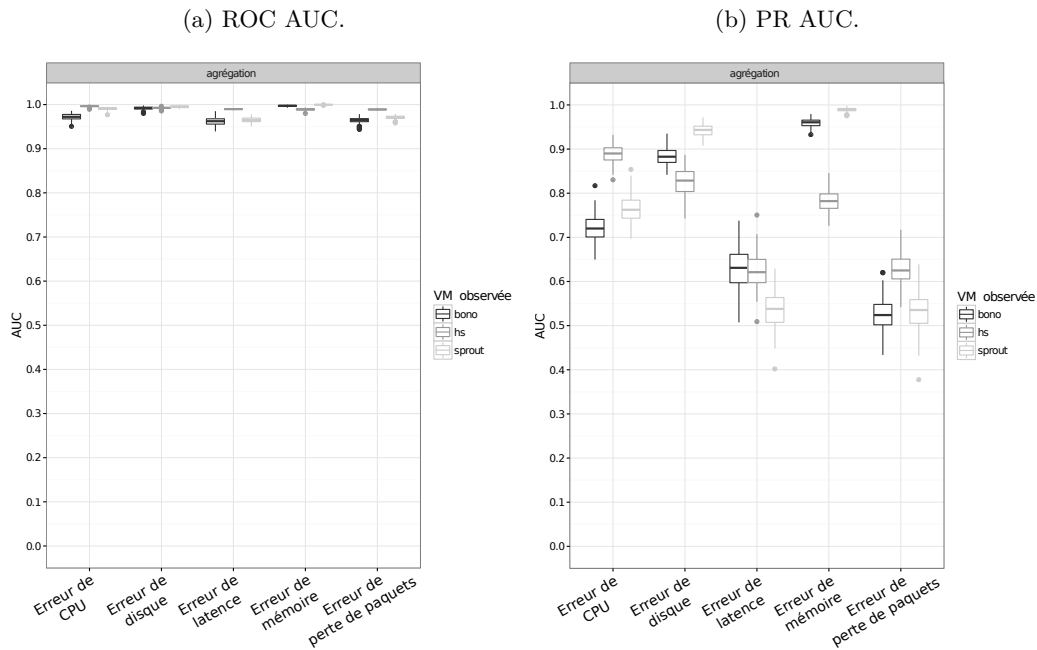 (a) ROC AUC.
agrégation
1.0
0.9
0.8
0.7
0.6
0.5
0.4
0.3
0.2
0.1
0.0
AUC
Erreur de CPU
Erreur de disque
Erreur de latence
Erreur de mémoire
Erreur de perte de paquets
VM observée
bono
hs
sprout
(b) PR AUC.
agrégation
1.0
0.9
0.8
0.7
0.6
0.5
0.4
0.3
0.2
0.1
0.0
AUC
Erreur de CPU
Erreur de disque
Erreur de latence
Erreur de mémoire
Erreur de perte de paquets
VM observée
bono
hs
sprout